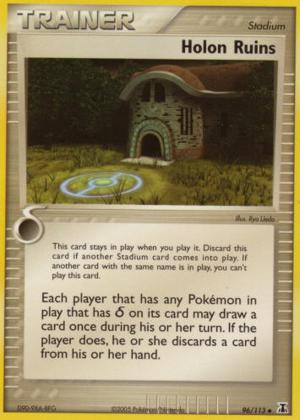 TRAINER
Stadium
Holon Ruins
Illus. Ryo Ueda
This card stays in play when you play it. Discard this
card if another Stadium card comes into play. If
another card with the same name is in play, you can't
play this card.
Each player that has any Pokémon in
play that has δ on its card may draw a
card once during his or her turn. If the
player does, he or she discards a card
from his or her hand.
©2005 Pokémon/Nintendo
96/113